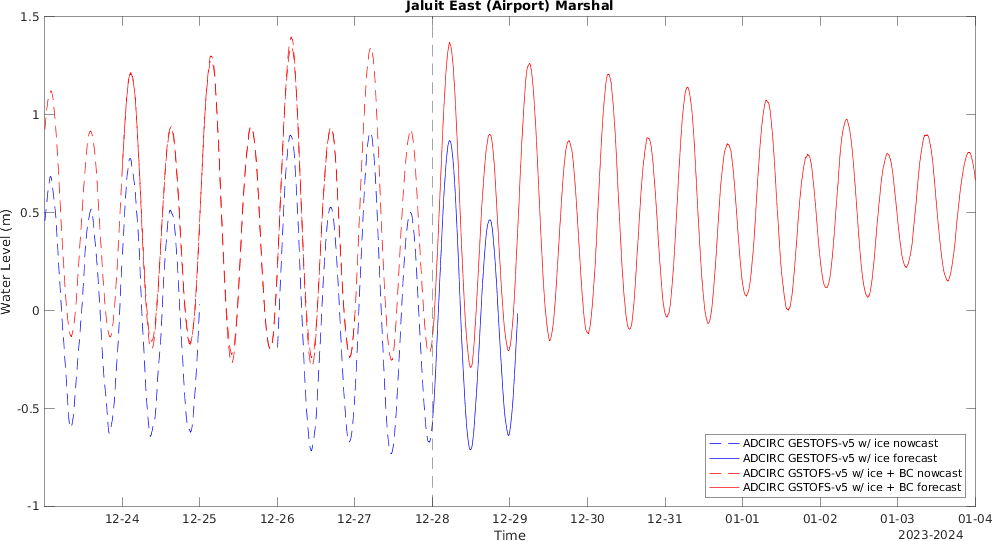 Jaluit East (Airport) Marshal
1.5
1
0.5
0
-0.5
-1
Water Level (m)
12-24 12-25 12-26 12-27 12-28 12-29 12-30 12-31 01-01 01-02 01-03 01-04
Time
2023-2024
ADCIRC GESTOFS-v5 w/ ice nowcast
ADCIRC GESTOFS-v5 w/ ice forecast
ADCIRC GSTOFS-v5 w/ ice + BC nowcast
ADCIRC GSTOFS-v5 w/ ice + BC forecast